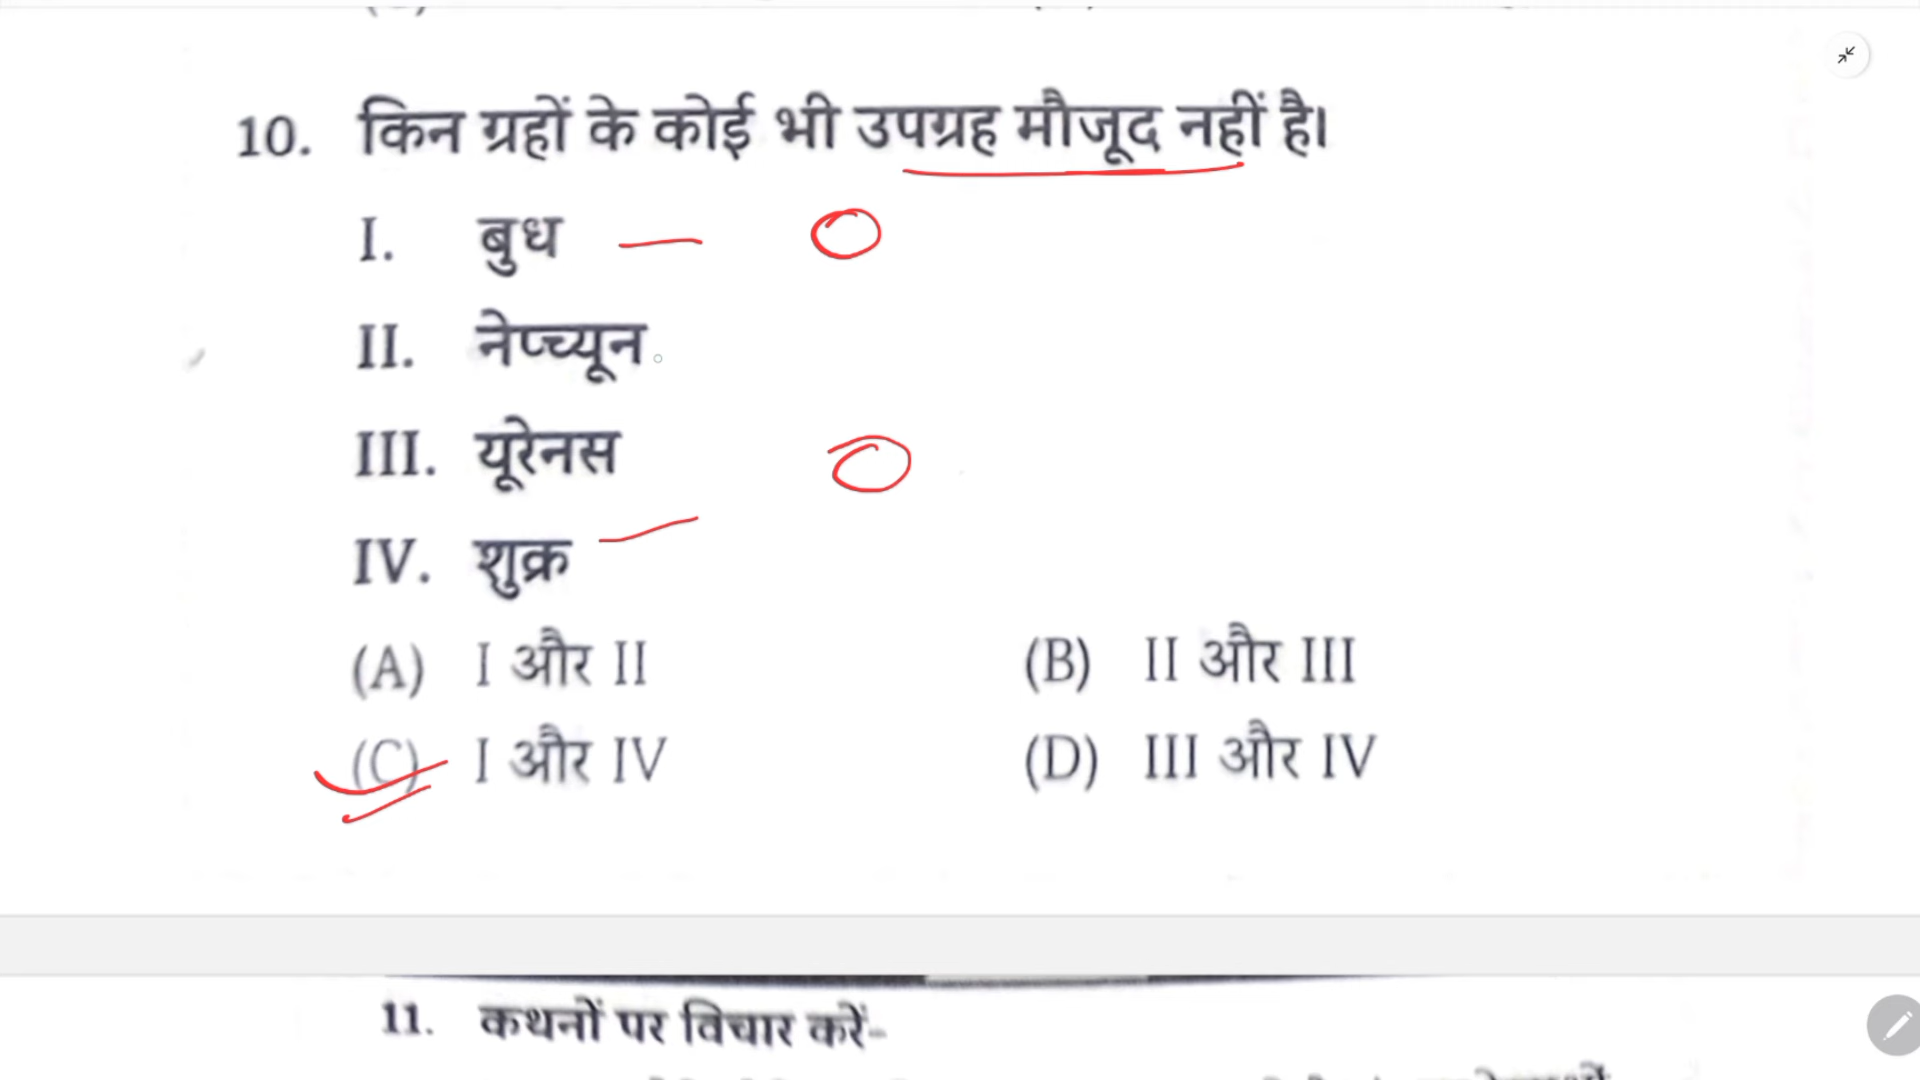 10. किन ग्रहों के कोई भी उपग्रह मौजूद नहीं है।
I. बुध
II. नेप्च्यून
III. यूरेनस
IV. शुक्र
(A) I और II (B) II और III
(C) I और IV (D) III और IV
11. कथनों पर विचार करें-